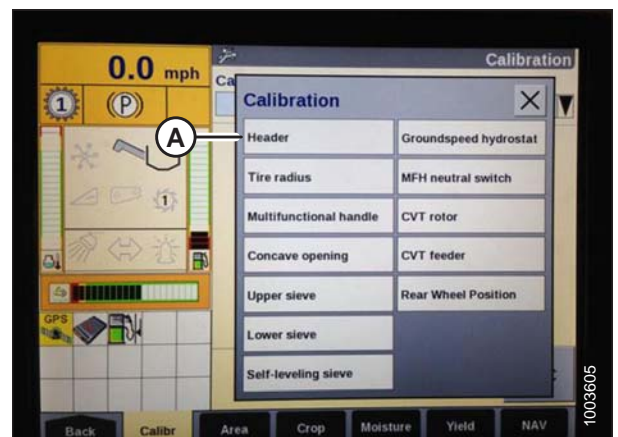 0.0 mph
Calibration
1
(P)
Ca
Calibration
A
Header
Groundspeed hydrostat
Tire radius
MFH neutral switch
Multifunctional handle
CVT rotor
1
Concave opening
CVT feeder
Upper sieve
Rear Wheel Position
GPS
Lower sieve
Self-leveling sieve
Back
Calibr
Area
Crop
Moisture
Yield
NAV
1003605